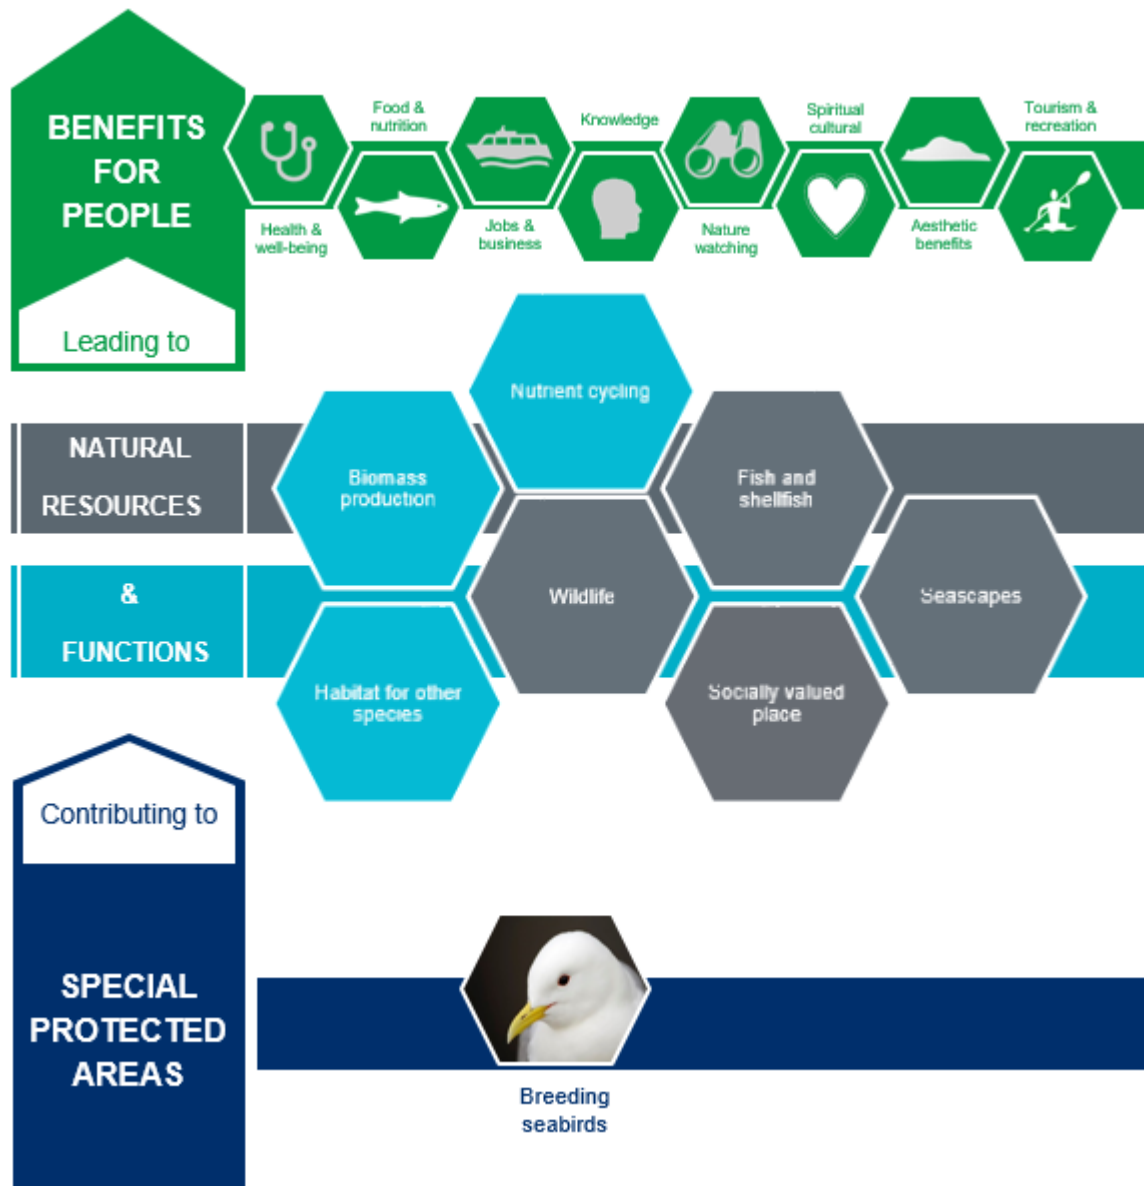 BENEFITS
FOR
PEOPLE
Leading to
Health &
well-being
Food &
nutrition
Jobs &
business
Knowledge
Nature
watching
Spiritual
cultural
Aesthetic
benefits
Tourism &
recreation
NATURAL
RESOURCES
&
FUNCTIONS
Nutrient cycling
Biomass
production
Fish and
shellfish
Wildlife
Seascapes
Habitat for other
species
Socially valued
place
Contributing to
SPECIAL
PROTECTED
AREAS
Breeding
seabirds